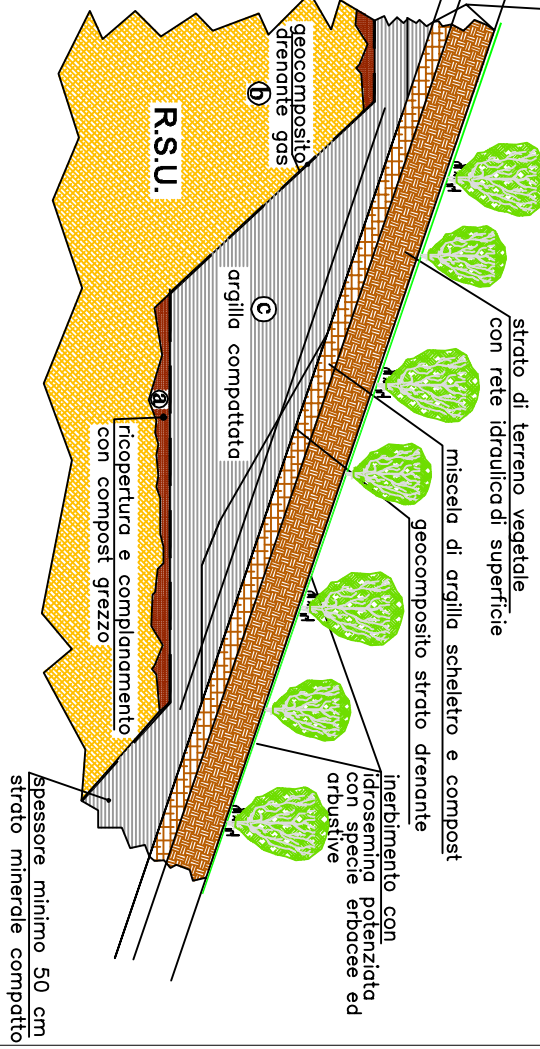 strato di terreno vegetale
con rete idraulica di superficie
miscela di argilla scheletro e compost
geocomposito strato drenante
inerbimento con
idrosemina potenziata
con specie erbacee ed
arbustive
geocomposito
drenante gas
b
c
argilla compattata
R.S.U.
a
ricopertura e complanamento
con compost grezzo
spessore minimo 50 cm
strato minerale compatto